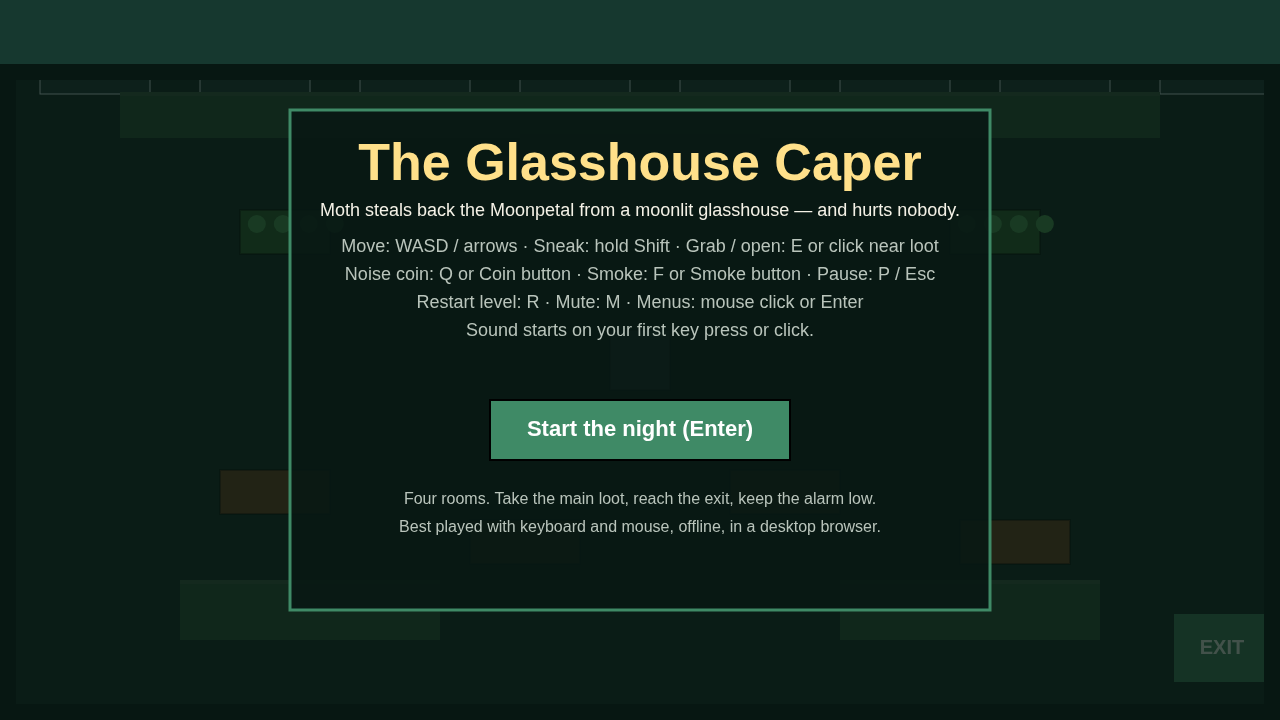 The Glasshouse Caper
Moth steals back the Moonpetal from a moonlit glasshouse — and hurts nobody.
Move: WASD / arrows · Sneak: hold Shift · Grab / open: E or click near loot
Noise coin: Q or Coin button · Smoke: F or Smoke button · Pause: P / Esc
Restart level: R · Mute: M · Menus: mouse click or Enter
Sound starts on your first key press or click.
Start the night (Enter)
Four rooms. Take the main loot, reach the exit, keep the alarm low.
Best played with keyboard and mouse, offline, in a desktop browser.
EXIT